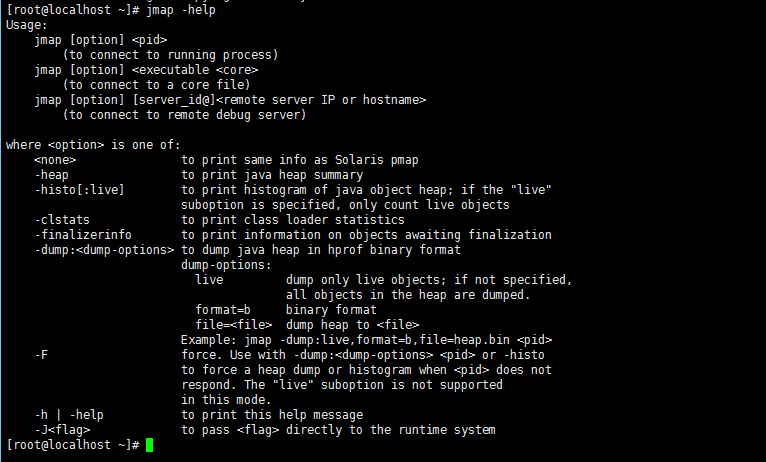 [root@localhost ~]# jmap -help
Usage:
    jmap [option] <pid>
        (to connect to running process)
    jmap [option] <executable <core>
        (to connect to a core file)
    jmap [option] [server_id@]<remote server IP or hostname>
        (to connect to remote debug server)

where <option> is one of:
    <none>               to print same info as Solaris pmap
    -heap                to print java heap summary
    -histo[:live]        to print histogram of java object heap; if the "live"
                         suboption is specified, only count live objects
    -clstats             to print class loader statistics
    -finalizerinfo       to print information on objects awaiting finalization
    -dump:<dump-options> to dump java heap in hprof binary format
                         dump-options:
                           live         dump only live objects; if not specified,
                                        all objects in the heap are dumped.
                           format=b     binary format
                           file=<file>  dump heap to <file>
                         Example: jmap -dump:live,format=b,file=heap.bin <pid>
    -F                   force. Use with -dump:<dump-options> <pid> or -histo
                         to force a heap dump or histogram when <pid> does not
                         respond. The "live" suboption is not supported
                         in this mode.
    -h | -help           to print this help message
    -J<flag>             to pass <flag> directly to the runtime system
[root@localhost ~]#